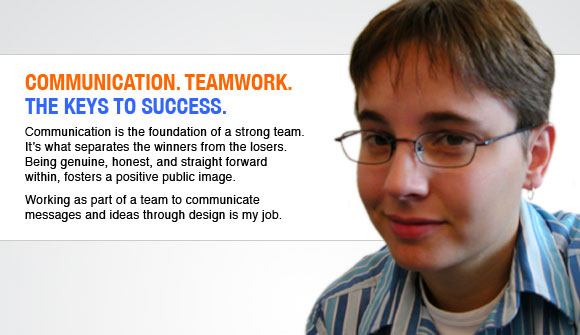 COMMUNICATION. TEAMWORK.
THE KEYS TO SUCCESS.
Communication is the foundation of a strong team.
It's what separates the winners from the losers.
Being genuine, honest, and straight forward
within, fosters a positive public image.
Working as part of a team to communicate
messages and ideas through design is my job.